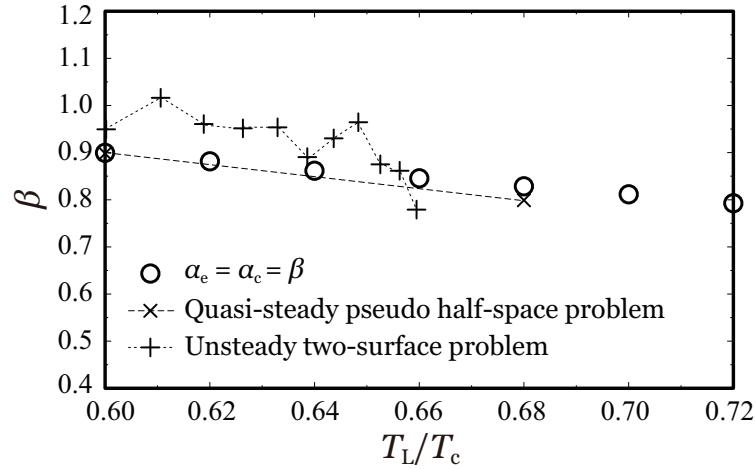 1.2
1.1
1.0
0.9
0.8
0.7
0.6
0.5
0.4
β
αe = αc = β
Quasi-steady pseudo half-space problem
Unsteady two-surface problem
0.60 0.62 0.64 0.66 0.68 0.70 0.72
TL/Tc